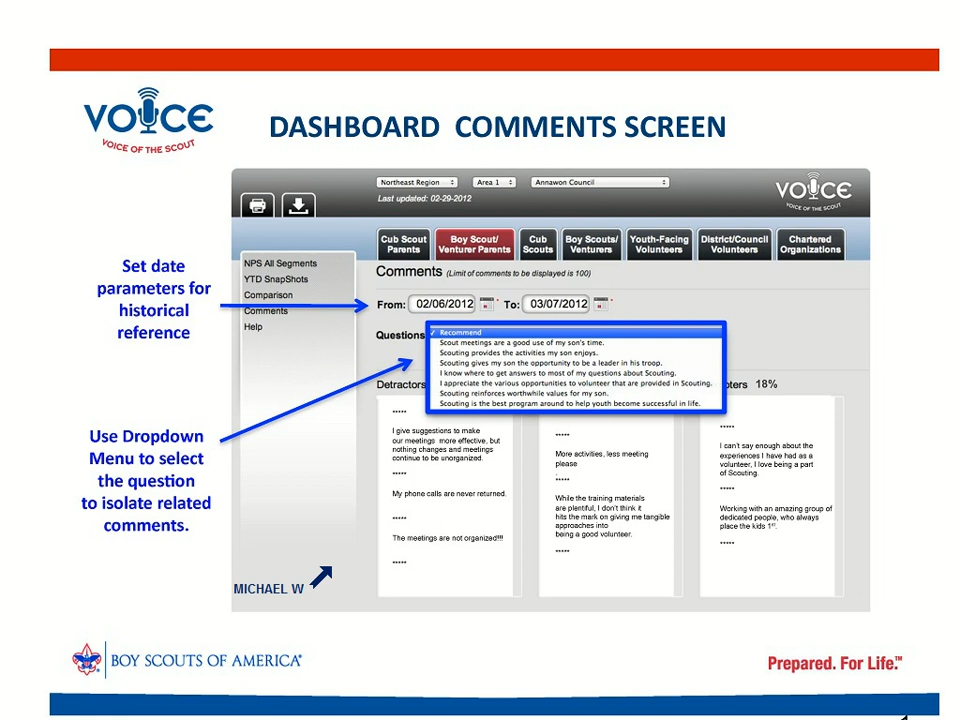 VOICE
VOICE OF THE SCOUT
DASHBOARD COMMENTS SCREEN
Northeast Region
Area 1
Annawon Council
Last updated: 02-29-2012
VOICE
VOICE OF THE SCOUT
Cub Scout
Parents
Boy Scout/
Venturer Parents
Cub
Scouts
Boy Scouts/
Venturers
Youth-Facing
Volunteers
District/Council
Volunteers
Chartered
Organizations
NPS All Segments
YTD SnapShots
Comparison
Comments
Help
Comments (Limit of comments to be displayed is 100)
From: 02/06/2012 * To: 03/07/2012 *
Questions
✓ Recommend
Scout meetings are a good use of my son's time.
Scouting provides the activities my son enjoys.
Scouting gives my son the opportunity to be a leader in his troop.
I know where to get answers to most of my questions about Scouting.
I appreciate the various opportunities to volunteer that are provided in Scouting.
Scouting reinforces worthwhile values for my son.
Scouting is the best program around to help youth become successful in life.
Set date
parameters for
historical
reference
Use Dropdown
Menu to select
the question
to isolate related
comments.
Detractors
oters 18%
*****
I give suggestions to make
our meetings more effective, but
nothing changes and meetings
continue to be unorganized.
*****
My phone calls are never returned.
*****
The meetings are not organized!!!!
*****
*****
More activities, less meeting
please
.
*****
While the training materials
are plentiful, I don't think it
hits the mark on giving me tangible
approaches into
being a good volunteer.
*****
*****
I can't say enough about the
experiences I have had as a
volunteer, I love being a part
of Scouting.
*****
Working with an amazing group of
dedicated people, who always
place the kids 1st.
*****
MICHAEL W
BOY SCOUTS OF AMERICA®
Prepared. For Life.™